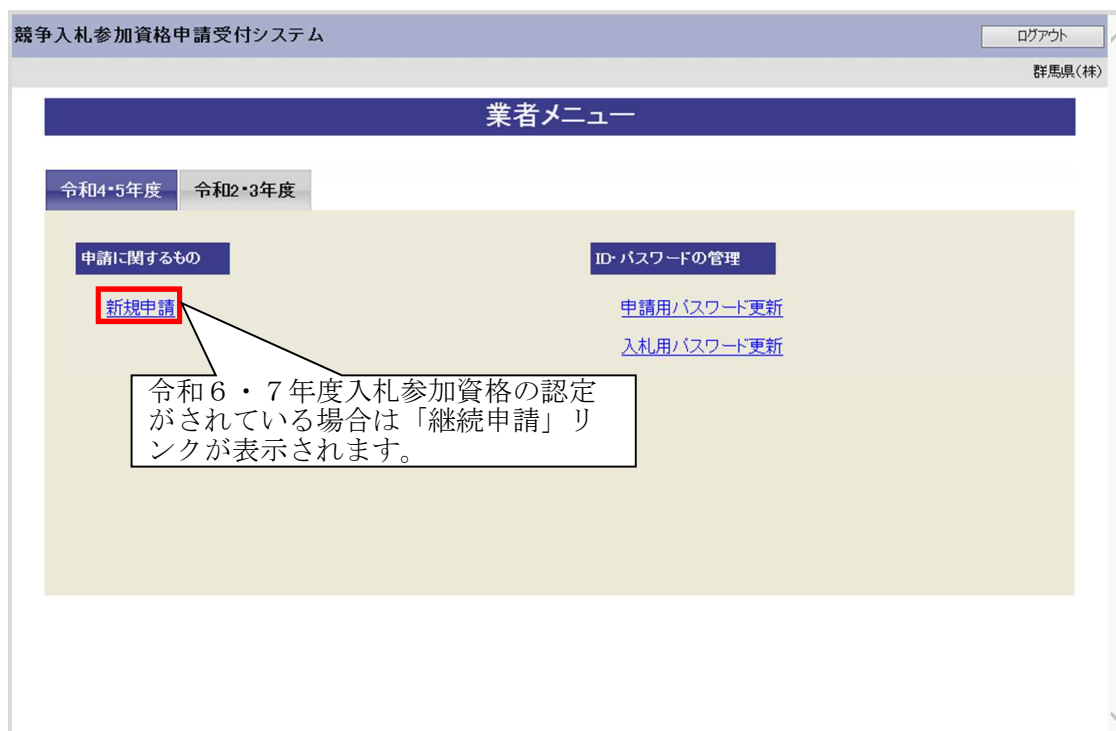 競争入札参加資格申請受付システム
ログアウト
群馬県(株)
業者メニュー
令和4・5年度 令和2・3年度
申請に関するもの
ID・パスワードの管理
新規申請
申請用パスワード更新
入札用パスワード更新
令和６・７年度入札参加資格の認定
がされている場合は「継続申請」リ
ンクが表示されます。